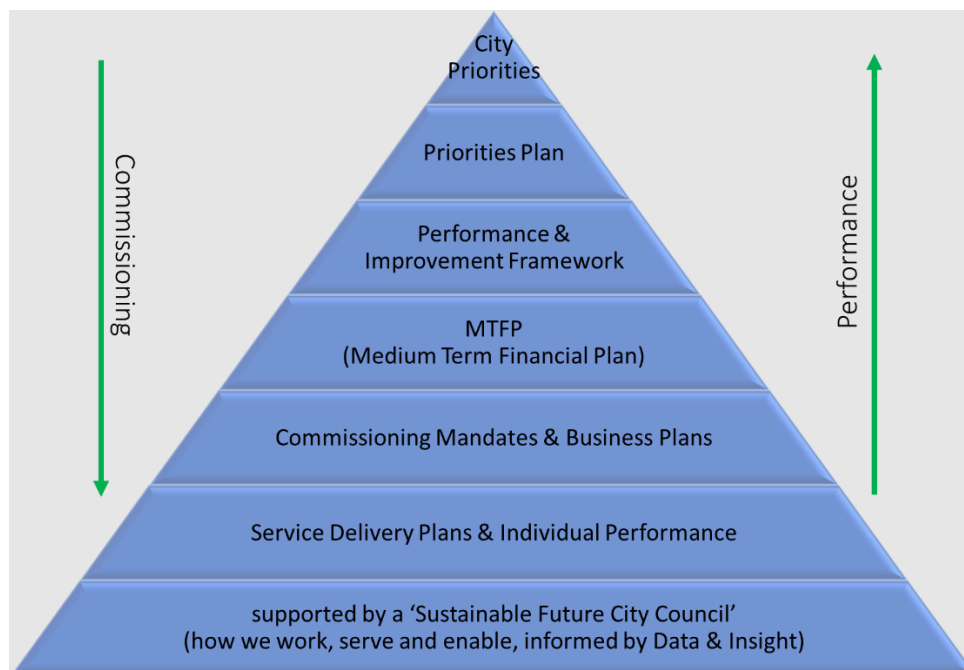 City
Priorities
Priorities Plan
Performance &
Improvement Framework
MTFP
(Medium Term Financial Plan)
Commissioning Mandates & Business Plans
Service Delivery Plans & Individual Performance
supported by a ‘Sustainable Future City Council’
(how we work, serve and enable, informed by Data & Insight)
Commissioning
Performance